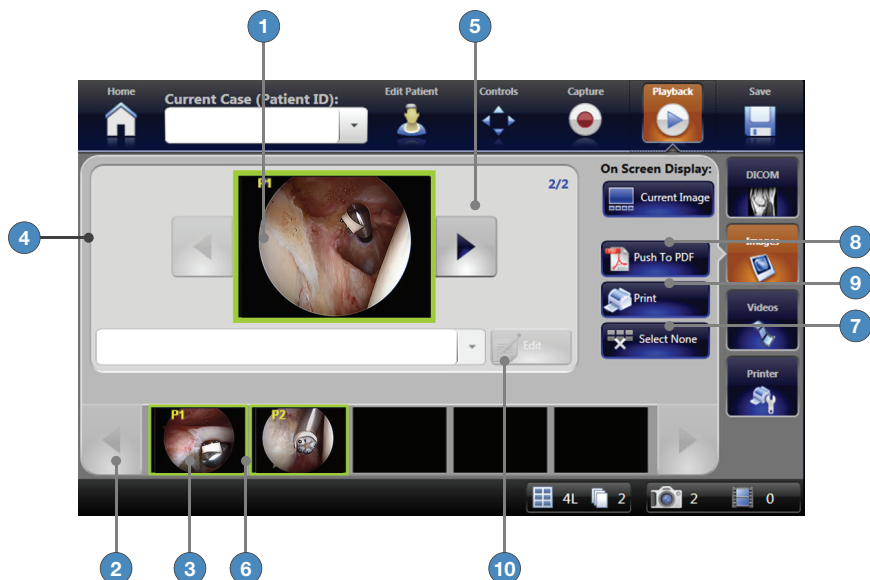 1
5
Home
Current Case (Patient ID):
Edit Patient
Controls
Capture
Playback
Save
P1
2/2
On Screen Display:
Current Image
DICOM
4
8
Push To PDF
Images
9
Print
7
Select None
Videos
Edit
Printer
P1
P2
4L
2
2
0
2
3
6
10